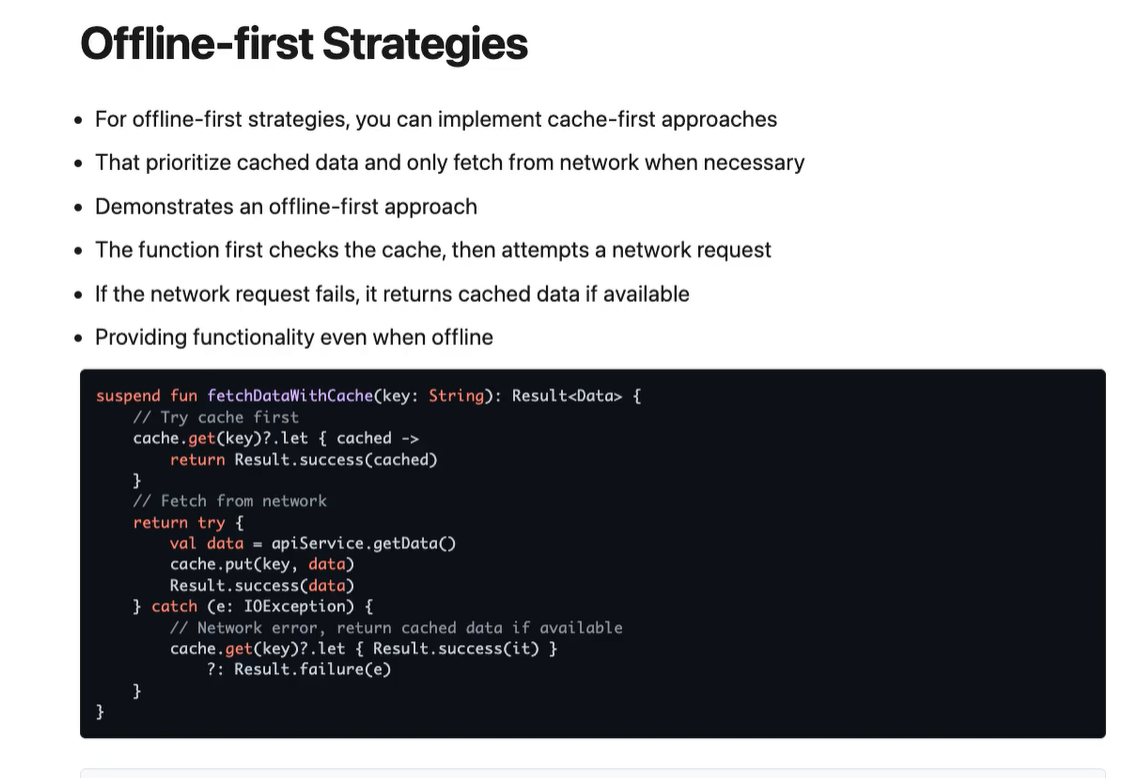 Offline-first Strategies
• For offline-first strategies, you can implement cache-first approaches
• That prioritize cached data and only fetch from network when necessary
• Demonstrates an offline-first approach
• The function first checks the cache, then attempts a network request
• If the network request fails, it returns cached data if available
• Providing functionality even when offline
suspend fun fetchDataWithCache(key: String): Result<Data> {
    // Try cache first
    cache.get(key)?.let { cached ->
        return Result.success(cached)
    }
    // Fetch from network
    return try {
        val data = apiService.getData()
        cache.put(key, data)
        Result.success(data)
    } catch (e: IOException) {
        // Network error, return cached data if available
        cache.get(key)?.let { Result.success(it) }
            ?: Result.failure(e)
    }
}